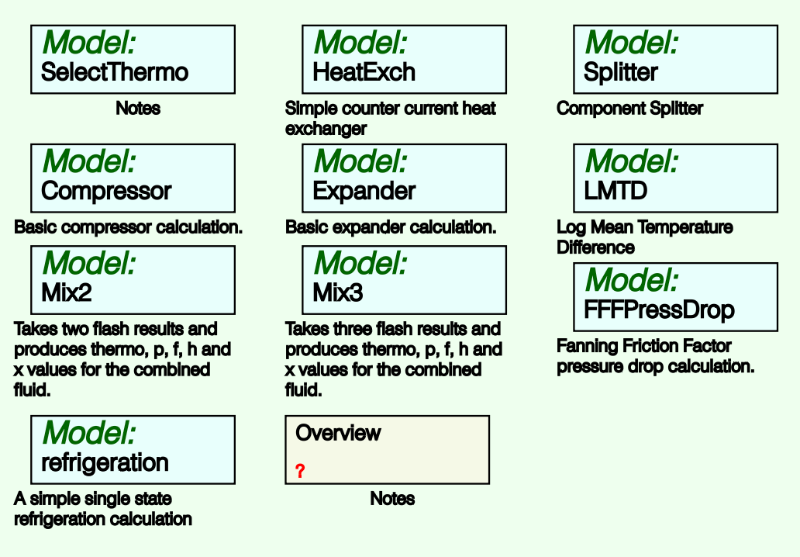 Model:
SelectThermo
Notes
Model:
HeatExch
Simple counter current heat
exchanger
Model:
Splitter
Component Splitter
Model:
Compressor
Basic compressor calculation.
Model:
Expander
Basic expander calculation.
Model:
LMTD
Log Mean Temperature
Difference
Model:
Mix2
Takes two flash results and
produces thermo, p, f, h and
x values for the combined
fluid.
Model:
Mix3
Takes three flash results and
produces thermo, p, f, h and
x values for the combined
fluid.
Model:
FFFPressDrop
Fanning Friction Factor
pressure drop calculation.
Model:
refrigeration
A simple single state
refrigeration calculation
Overview
?
Notes